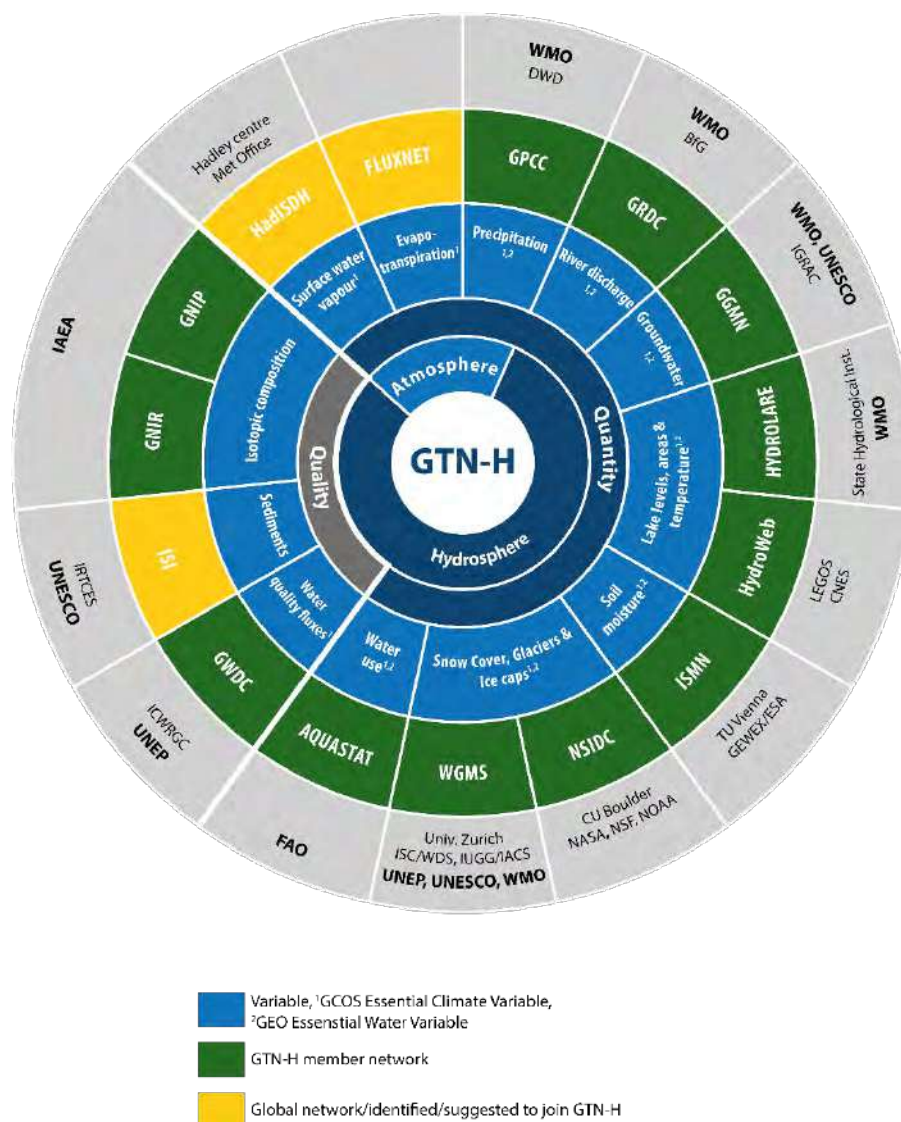 WMO
DWD
WMO
BfG
WMO, UNESCO
IGRAC
WMO
State Hydrological Inst.
LEGOS
CNES
TU Vienna
GEWEX/ESA
CU Boulder
NASA, NSF, NOAA
Univ. Zurich
ISC/WDS, IUGG/IACS
UNEP, UNESCO, WMO
FAO
ICWRGC
UNEP
IRTCES
UNESCO
IAEA
Hadley centre
Met Office
FLUXNET
GPCC
GRDC
GGMN
HYDROLARE
HydroWeb
ISMN
NSIDC
WGMS
AQUASTAT
GWDC
ISI
GNIR
GNIP
HadISDH
Evapo-
transpiration¹
Precipitation
1,2
River discharge
1,2
Groundwater
1,2
Lake levels, areas &
temperature¹,²
Soil
moisture¹,²
Snow Cover, Glaciers &
Ice caps¹,²
Water
use¹,²
Water
quality fluxes²
Sediments
Isotopic composition
Surface water
vapour¹
Quantity
Quality
Atmosphere
Hydrosphere
GTN-H
Variable, ¹GCOS Essential Climate Variable,
²GEO Essenstial Water Variable
GTN-H member network
Global network/identified/suggested to join GTN-H